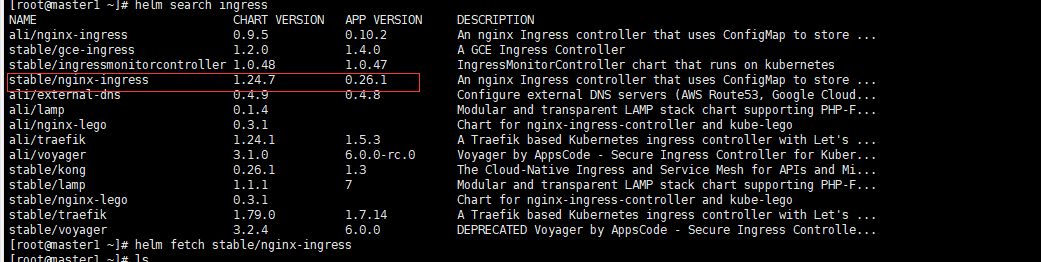 [root@master1 ~]# helm search ingress
NAME CHART VERSION APP VERSION DESCRIPTION
ali/nginx-ingress 0.9.5 0.10.2 An nginx Ingress controller that uses ConfigMap to store ...
stable/gce-ingress 1.2.0 1.4.0 A GCE Ingress Controller
stable/ingressmonitorcontroller 1.0.48 1.0.47 IngressMonitorController chart that runs on kubernetes
stable/nginx-ingress 1.24.7 0.26.1 An nginx Ingress controller that uses ConfigMap to store ...
ali/external-dns 0.4.9 0.4.8 Configure external DNS servers (AWS Route53, Google Cloud...
ali/lamp 0.1.4 Modular and transparent LAMP stack chart supporting PHP-F...
ali/nginx-lego 0.3.1 Chart for nginx-ingress-controller and kube-lego
ali/traefik 1.24.1 1.5.3 A Traefik based Kubernetes ingress controller with Let's ...
ali/voyager 3.1.0 6.0.0-rc.0 Voyager by AppsCode - Secure Ingress Controller for Kuber...
stable/kong 0.26.1 1.3 The Cloud-Native Ingress and Service Mesh for APIs and Mi...
stable/lamp 1.1.1 7 Modular and transparent LAMP stack chart supporting PHP-F...
stable/nginx-lego 0.3.1 Chart for nginx-ingress-controller and kube-lego
stable/traefik 1.79.0 1.7.14 A Traefik based Kubernetes ingress controller with Let's ...
stable/voyager 3.2.4 6.0.0 DEPRECATED Voyager by AppsCode - Secure Ingress Controlle...
[root@master1 ~]# helm fetch stable/nginx-ingress
[root@master1 ~]# ls